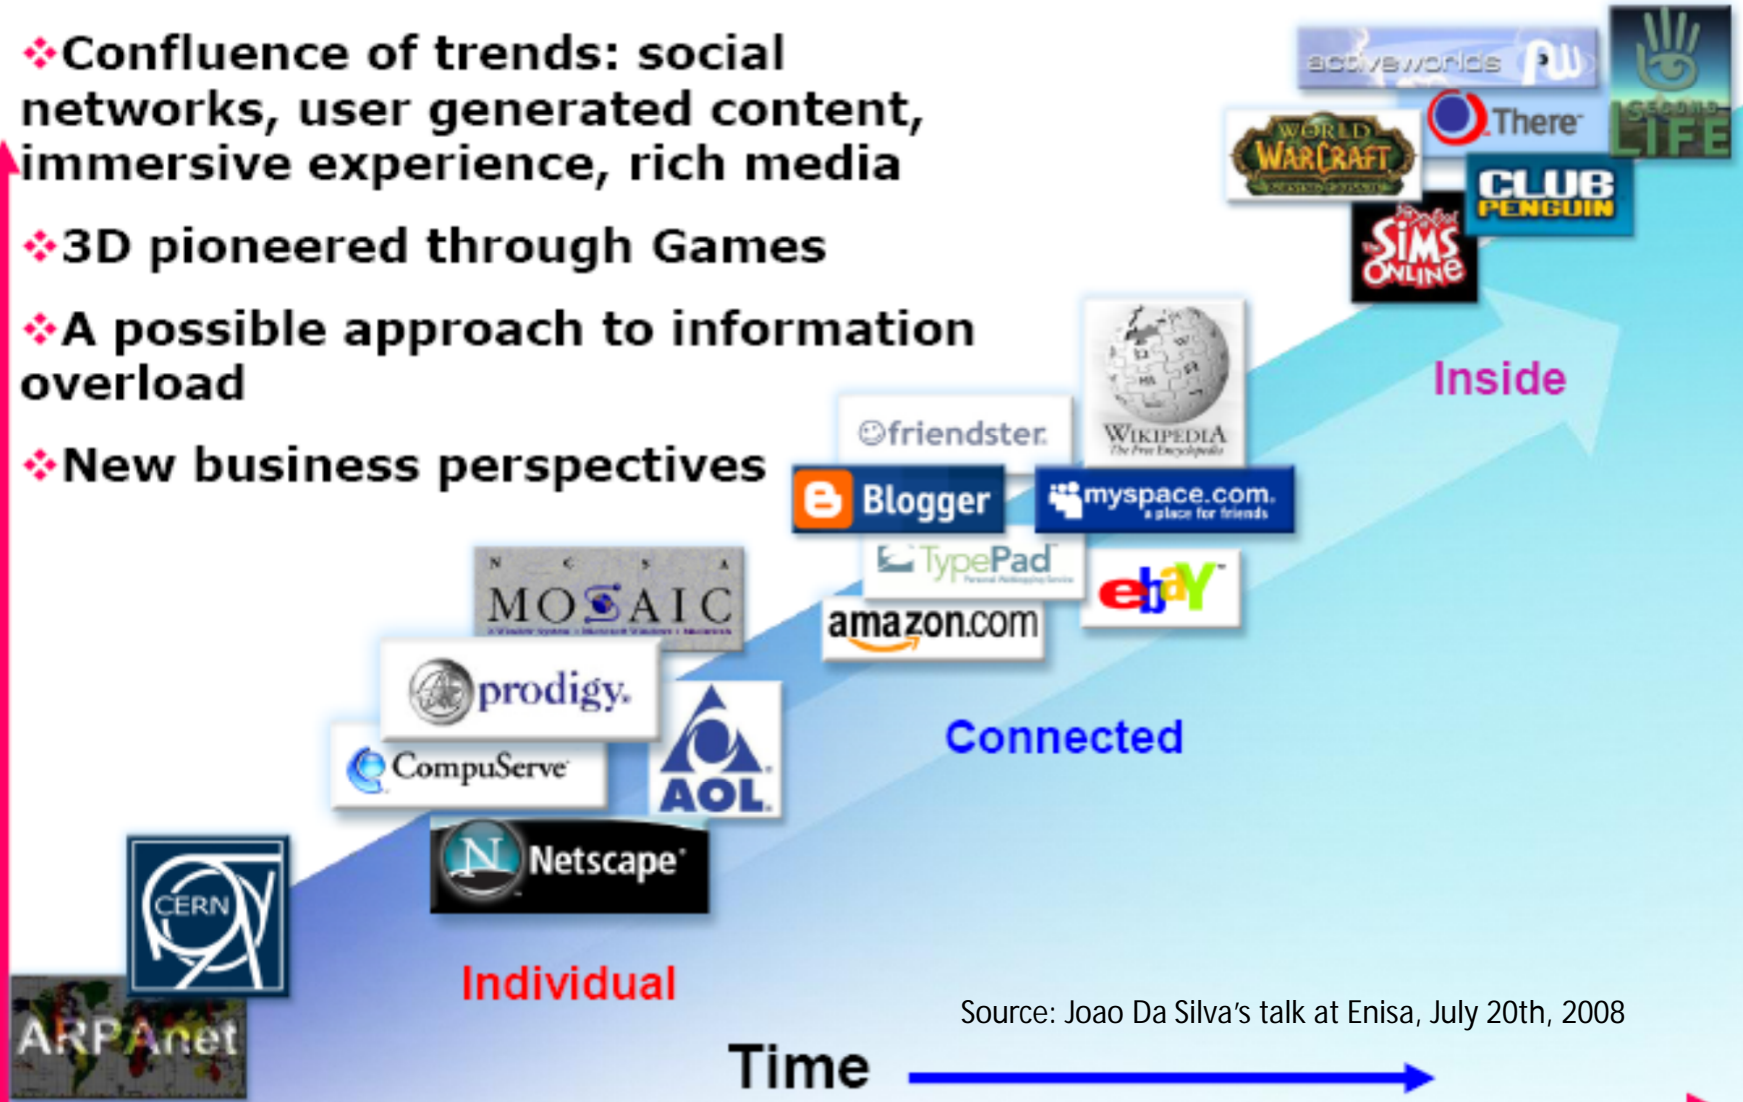 ❖Confluence of trends: social
networks, user generated content,
immersive experience, rich media
❖3D pioneered through Games
❖A possible approach to information
overload
❖New business perspectives
activeworlds
SECOND
LIFE
There
WORLD
WARCRAFT
CLUB
PENGUIN
THE
SiMS
ONLINE
Inside
WIKIPEDIA
The Free Encyclopedia
friendster
Blogger
myspace.com
a place for friends
TypePad
ebaY
amazon.com
Connected
N C S A
MOSAIC
prodigy
CompuServe
AOL
N Netscape
Individual
CERN
ARPAnet
Source: Joao Da Silva’s talk at Enisa, July 20th, 2008
Time